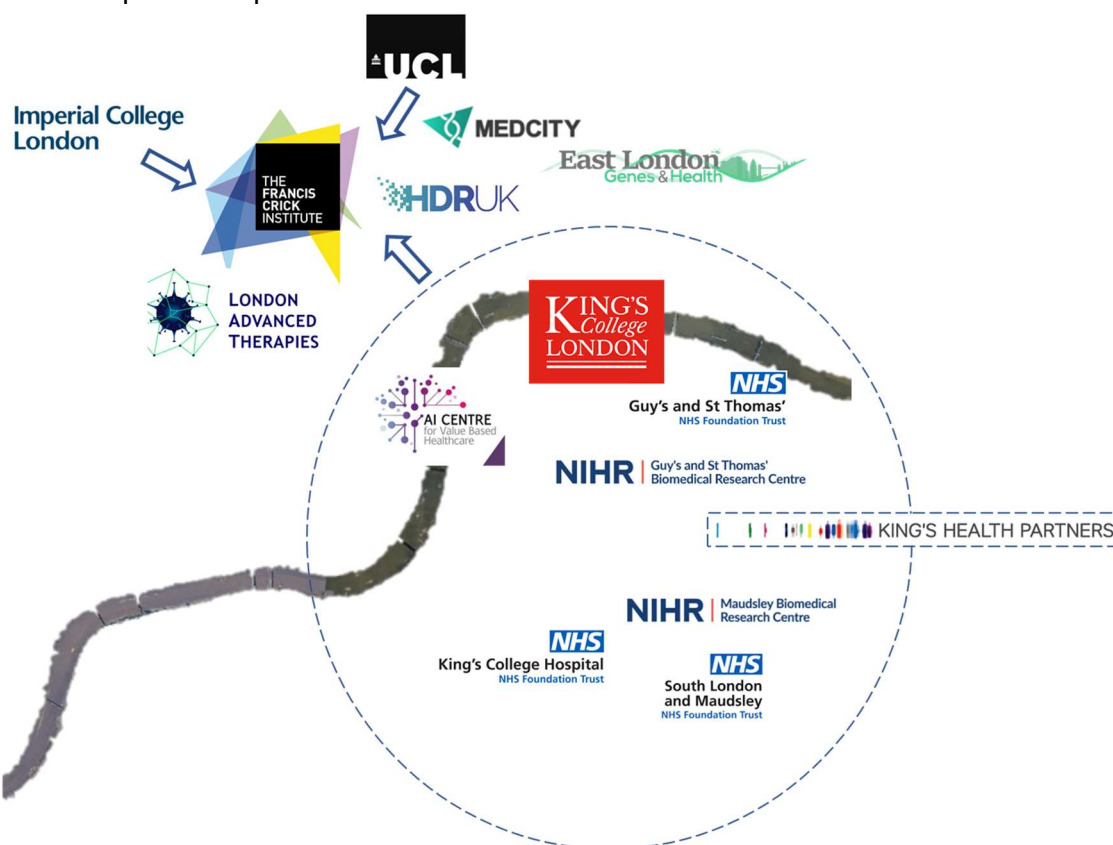 UCL
Imperial College
London
MEDCITY
East London
Genes & Health
THE
FRANCIS
CRICK
INSTITUTE
HDRUK
LONDON
ADVANCED
THERAPIES
KING'S
College
LONDON
NHS
Guy's and St Thomas'
NHS Foundation Trust
AI CENTRE
for Value Based
Healthcare
NIHR | Guy's and St Thomas'
Biomedical Research Centre
KING'S HEALTH PARTNERS
NIHR | Maudsley Biomedical
Research Centre
NHS
King's College Hospital
NHS Foundation Trust
NHS
South London
and Maudsley
NHS Foundation Trust